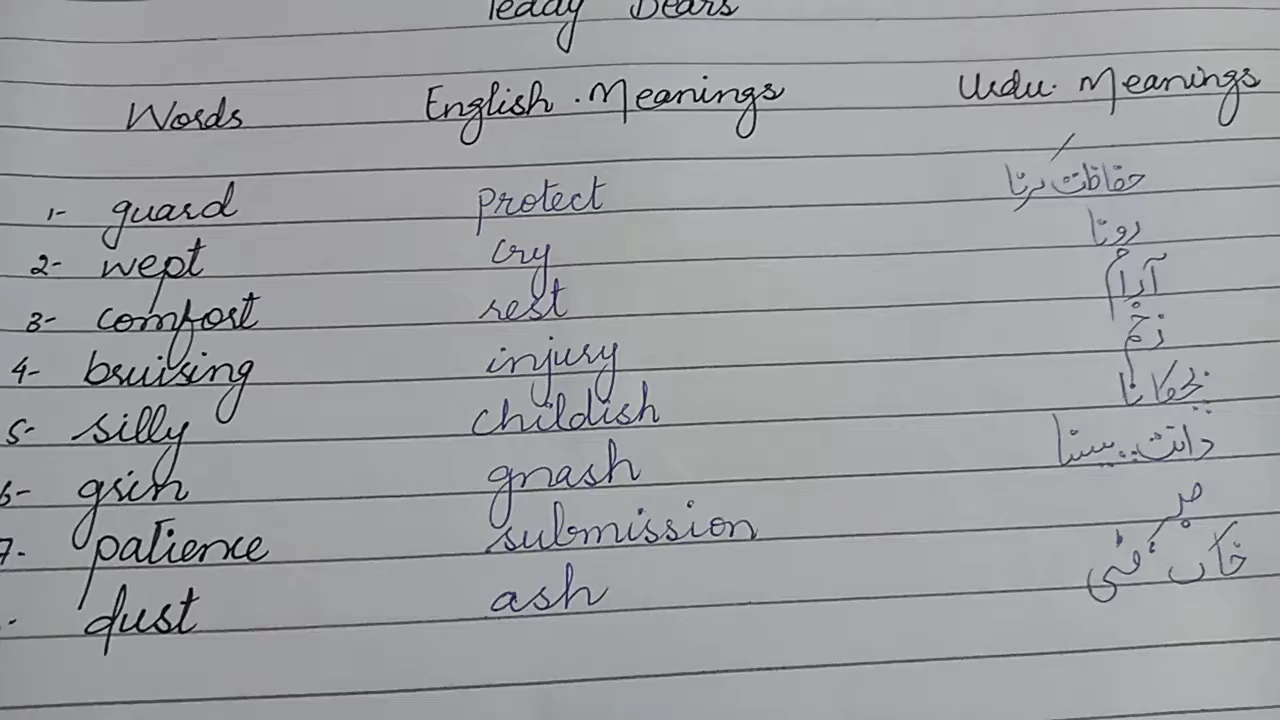 Teddy Bears
Words English Meanings Urdu Meanings
1- guard protect حفاظت کرنا
2- wept cry رونا
3- comfort rest آرام
4- bruising injury زخم
5- silly childish بچکانا
6- grin gnash دانت پیسنا
7- patience submission صبر
dust ash خاک، مٹی